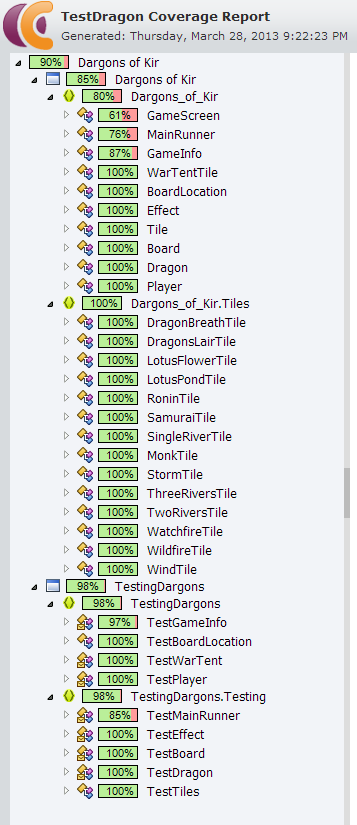 TestDragon Coverage Report
Generated: Thursday, March 28, 2013 9:22:23 PM
90% Dargons of Kir
85% Dargons of Kir
80% Dargons_of_Kir
61% GameScreen
76% MainRunner
87% GameInfo
100% WarTentTile
100% BoardLocation
100% Effect
100% Tile
100% Board
100% Dragon
100% Player
100% Dargons_of_Kir.Tiles
100% DragonBreathTile
100% DragonsLairTile
100% LotusFlowerTile
100% LotusPondTile
100% RoninTile
100% SamuraiTile
100% SingleRiverTile
100% MonkTile
100% StormTile
100% ThreeRiversTile
100% TwoRiversTile
100% WatchfireTile
100% WildfireTile
100% WindTile
98% TestingDargons
98% TestingDargons
97% TestGameInfo
100% TestBoardLocation
100% TestWarTent
100% TestPlayer
98% TestingDargons.Testing
85% TestMainRunner
100% TestEffect
100% TestBoard
100% TestDragon
100% TestTiles